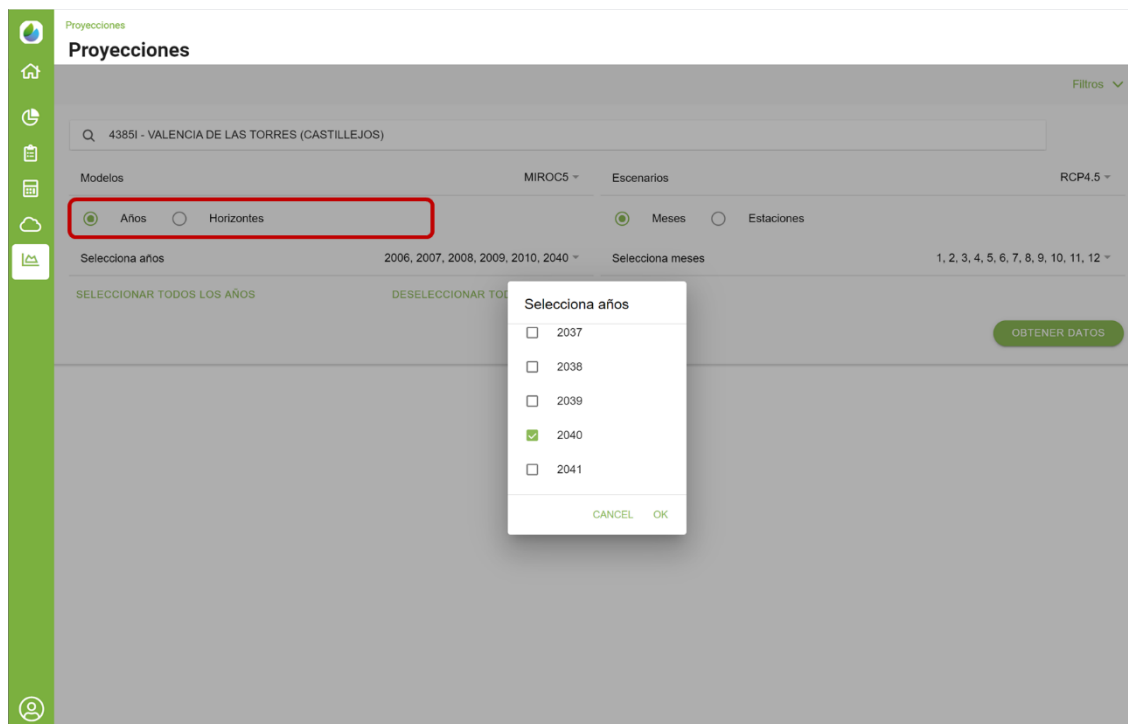 Proyecciones
Proyecciones
Filtros
4385I - VALENCIA DE LAS TORRES (CASTILLEJOS)
Modelos MIROC5 Escenarios RCP4.5
Años Horizontes Meses Estaciones
Selecciona años 2006, 2007, 2008, 2009, 2010, 2040 Selecciona meses 1, 2, 3, 4, 5, 6, 7, 8, 9, 10, 11, 12
SELECCIONAR TODOS LOS AÑOS DESELECCIONAR
OBTENER DATOS
Selecciona años
2037
2038
2039
2040
2041
CANCEL OK